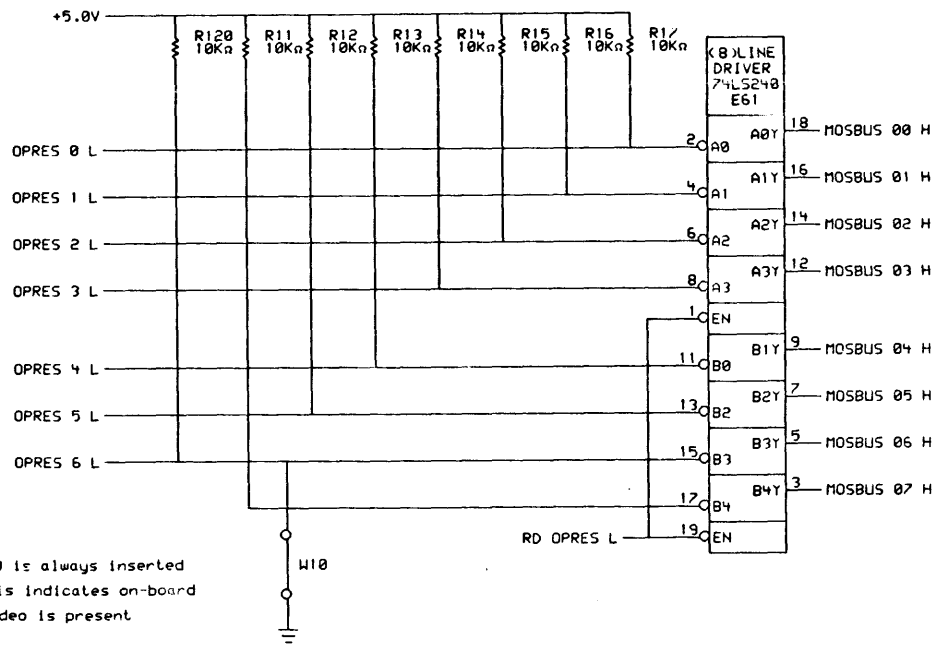 +5.0V
R120 R11 R12 R13 R14 R15 R16 R1/
10KΩ 10KΩ 10KΩ 10KΩ 10KΩ 10KΩ 10KΩ 10KΩ
(8)LINE
DRIVER
74LS240
E61
OPRES 0 L 2 A0 A0Y 18 MOSBUS 00 H
OPRES 1 L 4 A1 A1Y 16 MOSBUS 01 H
OPRES 2 L 6 A2 A2Y 14 MOSBUS 02 H
OPRES 3 L 8 A3 A3Y 12 MOSBUS 03 H
1 EN
OPRES 4 L 11 B0 B1Y 9 MOSBUS 04 H
OPRES 5 L 13 B2 B2Y 7 MOSBUS 05 H
OPRES 6 L 15 B3 B3Y 5 MOSBUS 06 H
17 B4 B4Y 3 MOSBUS 07 H
RD OPRES L 19 EN
W10
is always inserted
is indicates on-board
deo is present